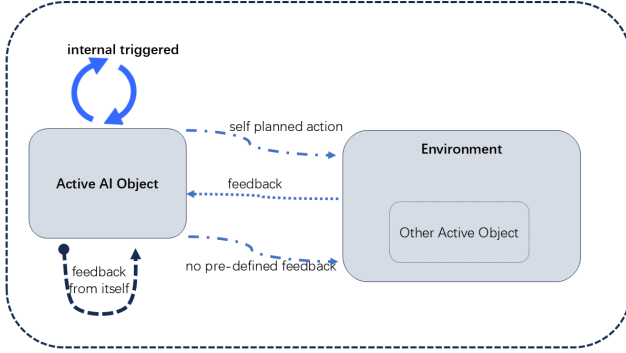 internal triggered
self planned action
Environment
Active AI Object
feedback
Other Active Object
no pre-defined feedback
feedback
from itself